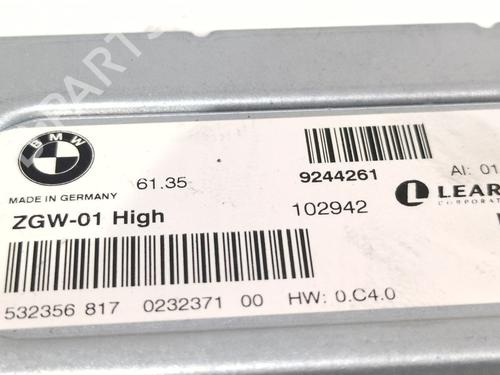 BMW
MADE IN GERMANY
61.35
9244261
AI: 01
ZGW-01 High
102942
LEAR
CORPORATION
532356 817 0232371 00 HW: 0.C4.0